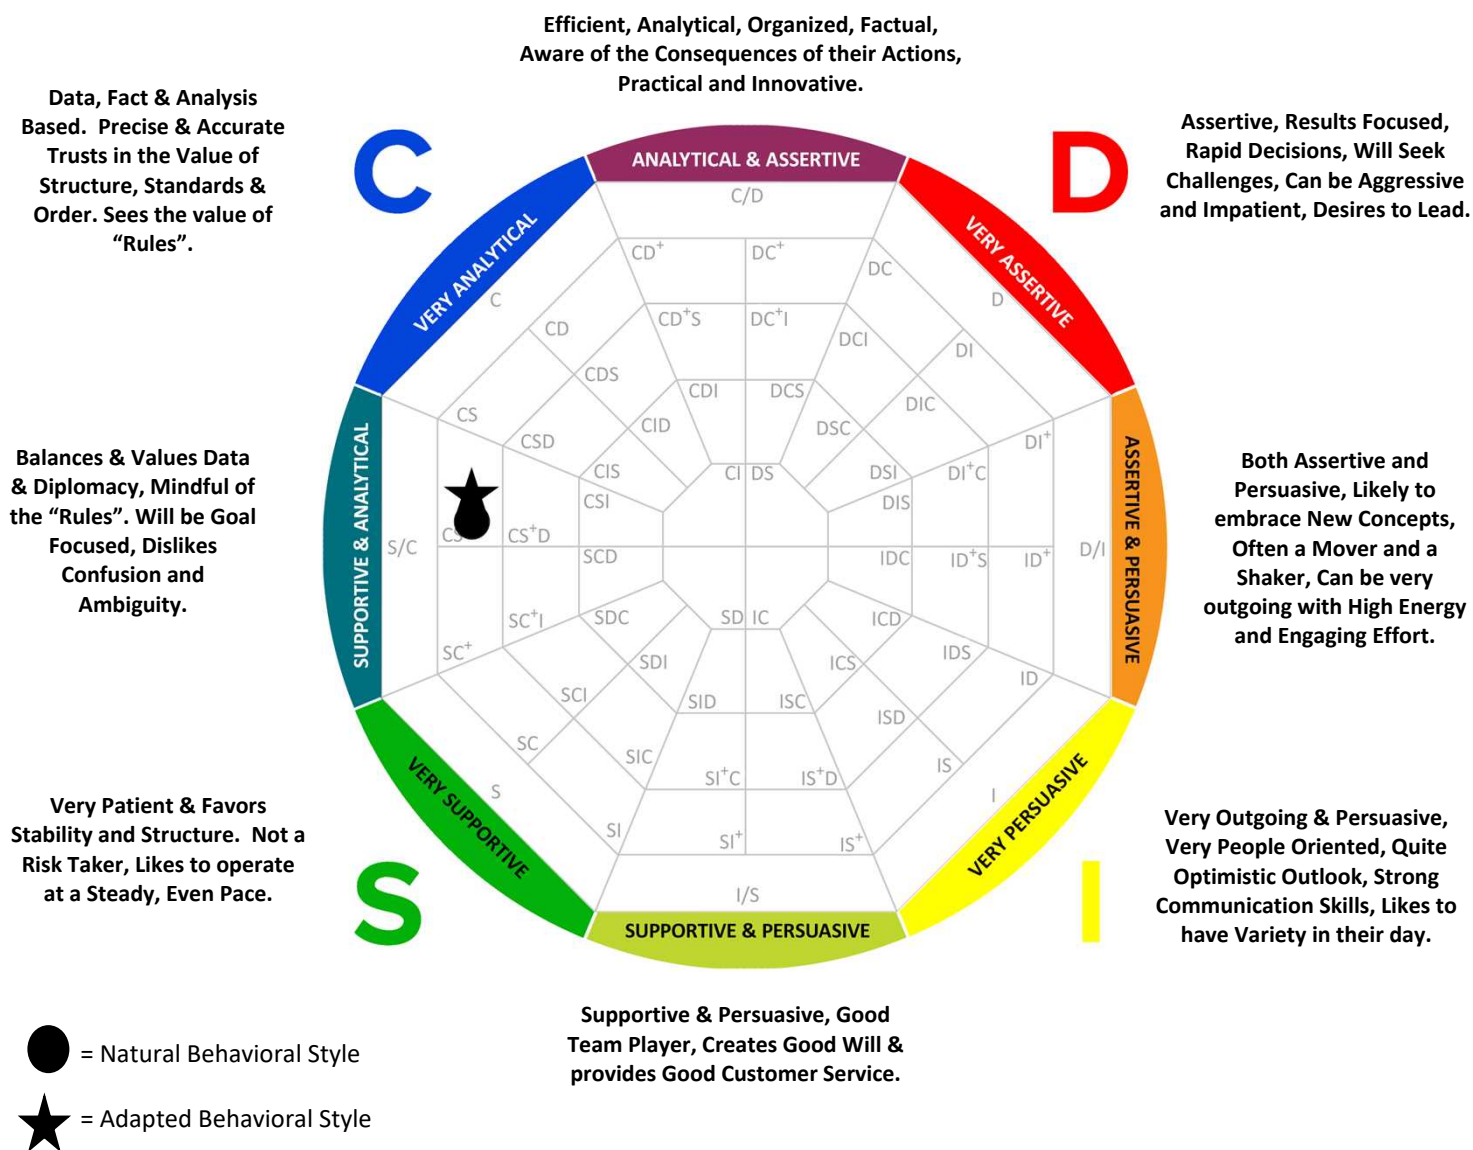 Efficient, Analytical, Organized, Factual,
Aware of the Consequences of their Actions,
Practical and Innovative.
Data, Fact & Analysis
Based. Precise & Accurate
Trusts in the Value of
Structure, Standards &
Order. Sees the value of
“Rules”.
C
D
Assertive, Results Focused,
Rapid Decisions, Will Seek
Challenges, Can be Aggressive
and Impatient, Desires to Lead.
ANALYTICAL & ASSERTIVE
VERY ANALYTICAL
VERY ASSERTIVE
C/D
CD+
DC+
DC
C
D
CD
CD+S
DC+I
DCI
DI
CDS
CDI
DCS
DIC
CS
CID
DSC
DI+
CSD
CIS
CI
DS
DSI
DI+C
CSI
DIS
Balances & Values Data
& Diplomacy, Mindful of
the “Rules”. Will be Goal
Focused, Dislikes
Confusion and
Ambiguity.
SUPPORTIVE & ANALYTICAL
S/C
CS
CS+D
SCD
IDC
ID+S
ID+
D/I
ASSERTIVE & PERSUASIVE
Both Assertive and
Persuasive, Likely to
embrace New Concepts,
Often a Mover and a
Shaker, Can be very
outgoing with High Energy
and Engaging Effort.
SC+I
SDC
SD
IC
ICD
SC+
SDI
ICS
IDS
SCI
SID
ISC
ID
SC
ISD
SIC
SI+C
IS+D
IS
S
I
SI
SI+
IS+
I/S
VERY SUPPORTIVE
VERY PERSUASIVE
SUPPORTIVE & PERSUASIVE
Very Patient & Favors
Stability and Structure. Not a
Risk Taker, Likes to operate
at a Steady, Even Pace.
S
I
Very Outgoing & Persuasive,
Very People Oriented, Quite
Optimistic Outlook, Strong
Communication Skills, Likes to
have Variety in their day.
Supportive & Persuasive, Good
Team Player, Creates Good Will &
provides Good Customer Service.
= Natural Behavioral Style
= Adapted Behavioral Style